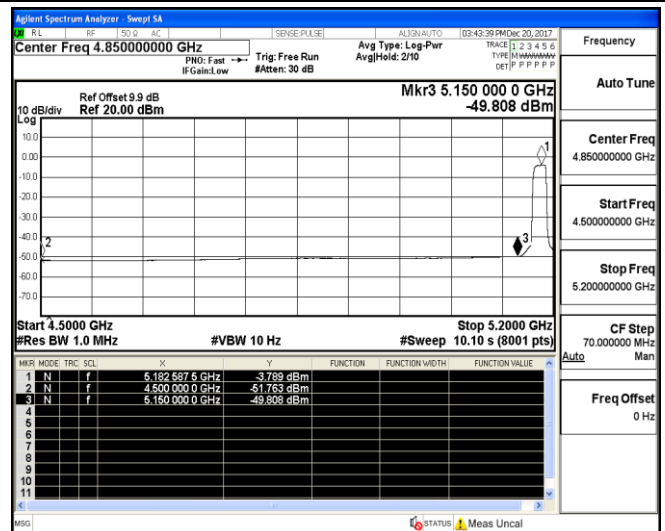 Agilent Spectrum Analyzer - Swept SA
RL RF 50 Ω AC SENSE:PULSE ALIGNAUTO 03:43:39 PM Dec 20, 2017
Center Freq 4.850000000 GHz
PNO: Fast
IFGain:Low
Trig: Free Run
#Atten: 30 dB
Avg Type: Log-Pwr
Avg|Hold: 2/10
TRACE 1 2 3 4 5 6
TYPE M WWWWW
DET P P P P P P
Ref Offset 9.9 dB
Ref 20.00 dBm
10 dB/div
Log
Mkr3 5.150 000 0 GHz
-49.808 dBm
10.0
0.00
-10.0
-20.0
-30.0
-40.0
-50.0
-60.0
-70.0
1
2
3
Start 4.5000 GHz
Stop 5.2000 GHz
#Res BW 1.0 MHz
#VBW 10 Hz
#Sweep 10.10 s (8001 pts)
MKR MODE TRC SCL X Y FUNCTION FUNCTION WIDTH FUNCTION VALUE
1 N f 5.182 587 5 GHz -3.789 dBm
2 N f 4.500 000 0 GHz -51.763 dBm
3 N f 5.150 000 0 GHz -49.808 dBm
4
5
6
7
8
9
10
11
MSG
STATUS
Meas Uncal
Frequency
Auto Tune
Center Freq
4.850000000 GHz
Start Freq
4.500000000 GHz
Stop Freq
5.200000000 GHz
CF Step
70.000000 MHz
Auto Man
Freq Offset
0 Hz